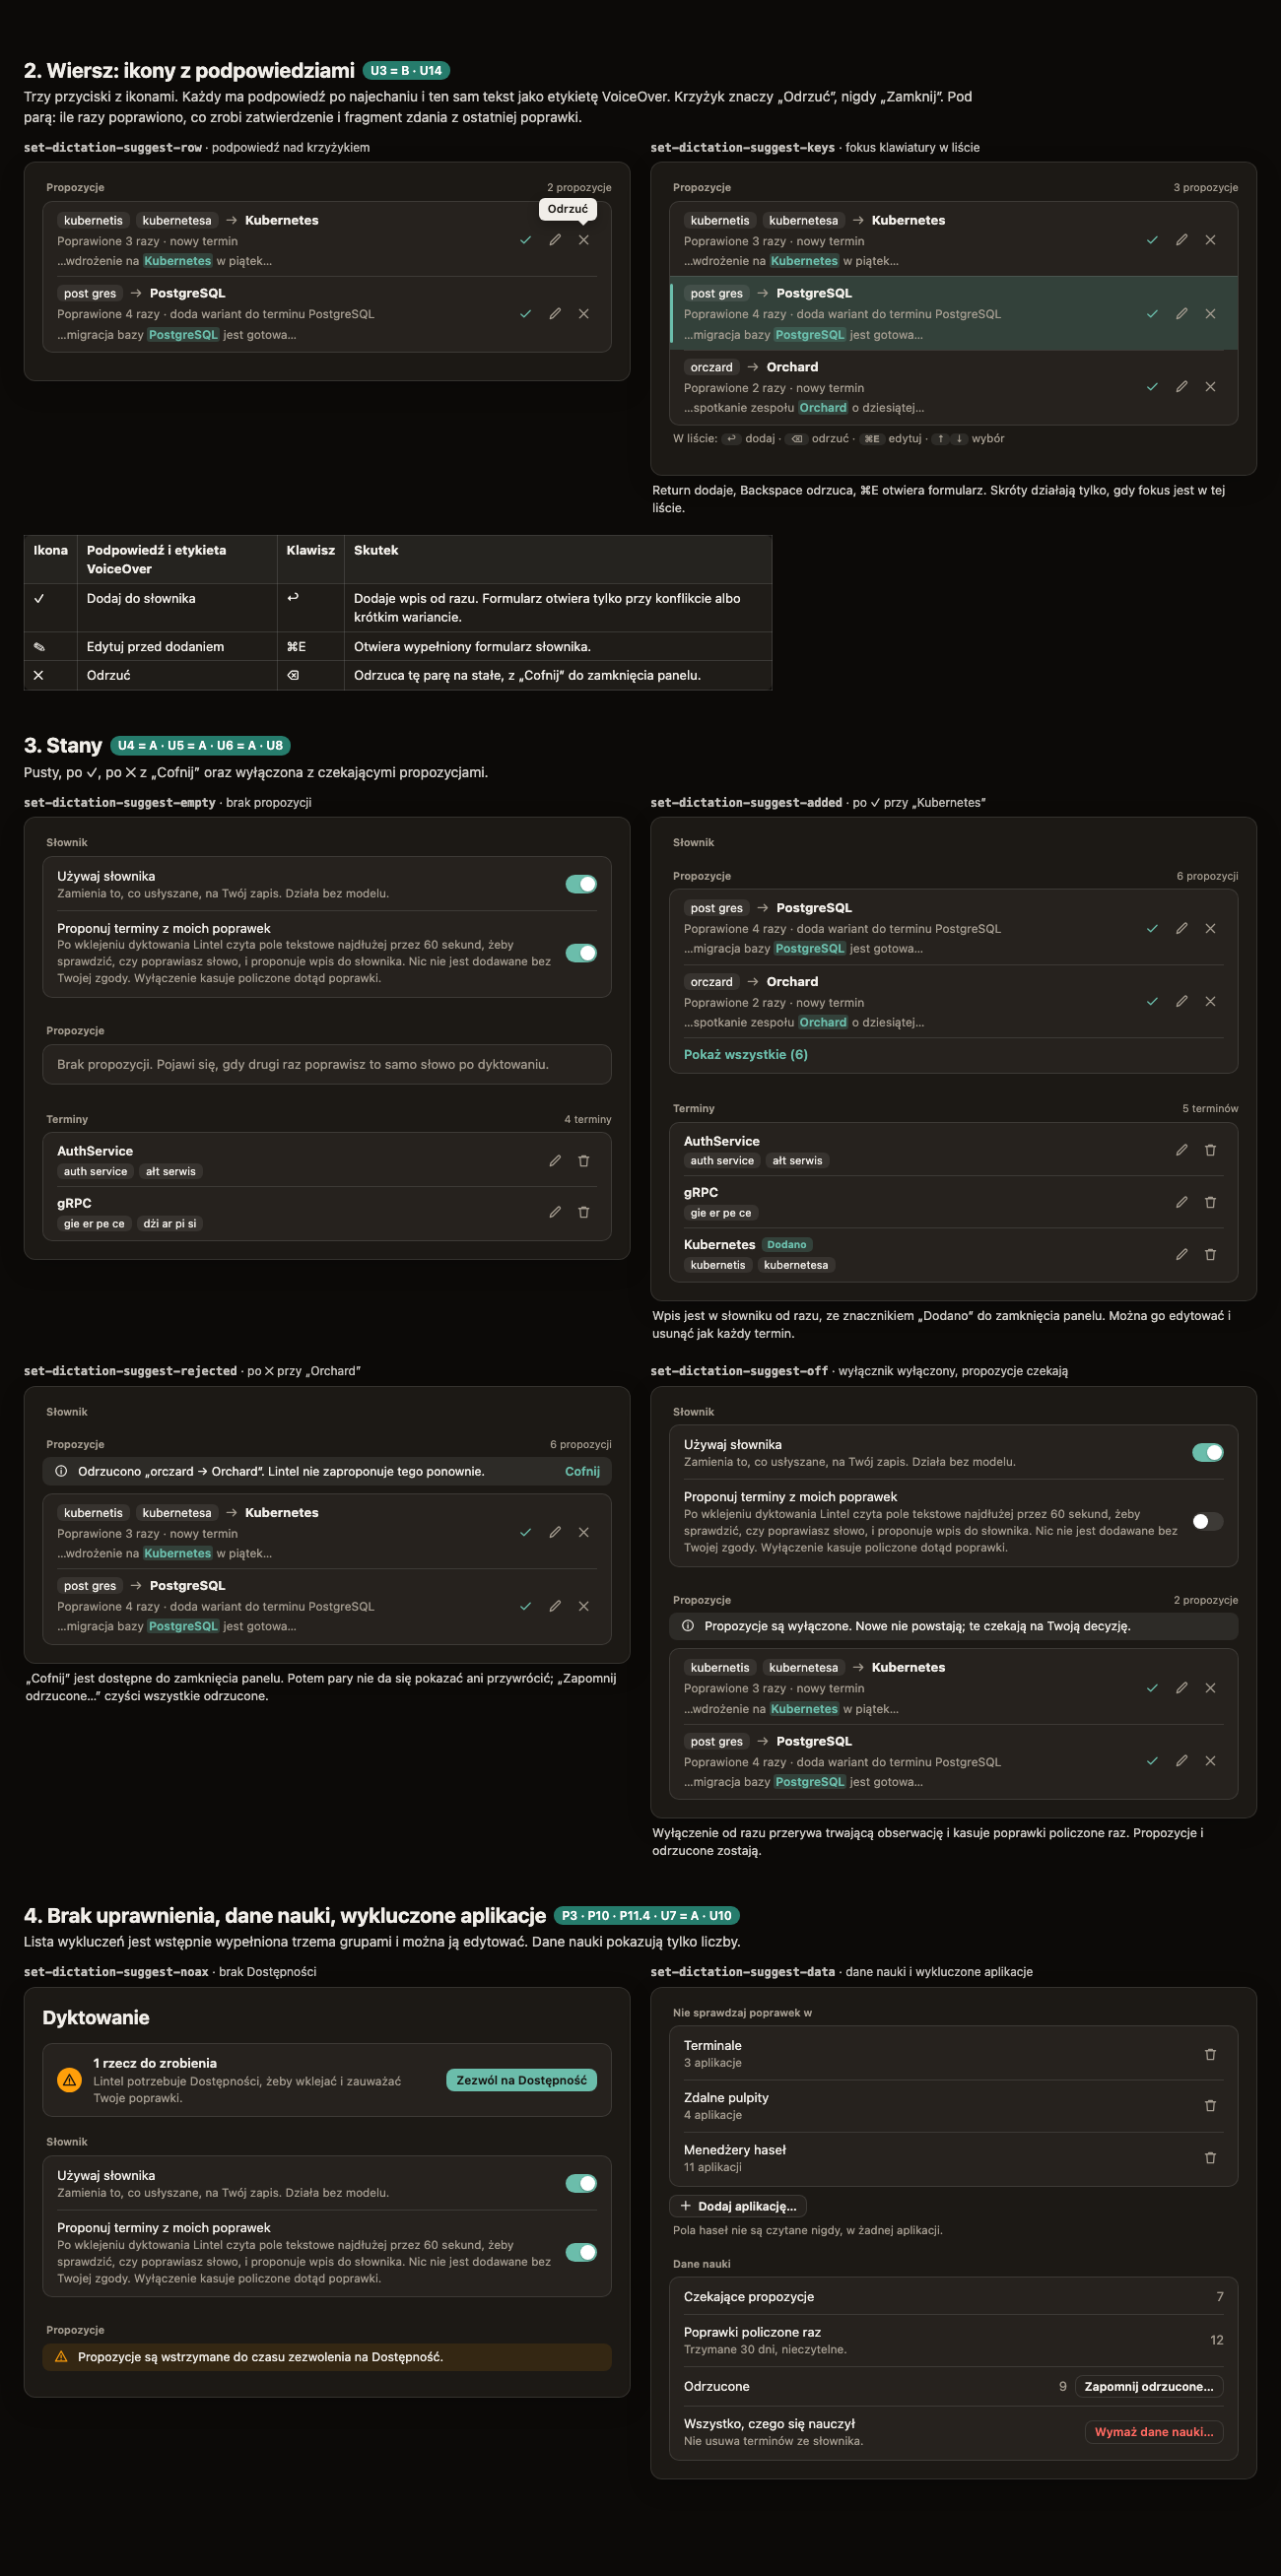 2. Wiersz: ikony z podpowiedziami U3 = B · U14
Trzy przyciski z ikonami. Każdy ma podpowiedź po najechaniu i ten sam tekst jako etykietę VoiceOver. Krzyżyk znaczy „Odrzuć”, nigdy „Zamknij”. Pod
parą: ile razy poprawiono, co zrobi zatwierdzenie i fragment zdania z ostatniej poprawki.
set-dictation-suggest-row · podpowiedź nad krzyżykiem
Propozycje 2 propozycje
Odrzuć
kubernetis kubernetesa → Kubernetes
Poprawione 3 razy · nowy termin
…wdrożenie na Kubernetes w piątek…
post gres → PostgreSQL
Poprawione 4 razy · doda wariant do terminu PostgreSQL
…migracja bazy PostgreSQL jest gotowa…
set-dictation-suggest-keys · fokus klawiatury w liście
Propozycje 3 propozycje
kubernetis kubernetesa → Kubernetes
Poprawione 3 razy · nowy termin
…wdrożenie na Kubernetes w piątek…
post gres → PostgreSQL
Poprawione 4 razy · doda wariant do terminu PostgreSQL
…migracja bazy PostgreSQL jest gotowa…
orczard → Orchard
Poprawione 2 razy · nowy termin
…spotkanie zespołu Orchard o dziesiątej…
W liście: ↩ dodaj · ⌫ odrzuć · ⌘E edytuj · ↑ ↓ wybór
Return dodaje, Backspace odrzuca, ⌘E otwiera formularz. Skróty działają tylko, gdy fokus jest w tej
liście.
Ikona Podpowiedź i etykieta VoiceOver Klawisz Skutek
✓ Dodaj do słownika ↩ Dodaje wpis od razu. Formularz otwiera tylko przy konflikcie albo
krótkim wariancie.
✎ Edytuj przed dodaniem ⌘E Otwiera wypełniony formularz słownika.
✕ Odrzuć ⌫ Odrzuca tę parę na stałe, z „Cofnij” do zamknięcia panelu.
3. Stany U4 = A · U5 = A · U6 = A · U8
Pusty, po ✓, po ✕ z „Cofnij” oraz wyłączona z czekającymi propozycjami.
set-dictation-suggest-empty · brak propozycji
Słownik
Używaj słownika
Zamienia to, co usłyszane, na Twój zapis. Działa bez modelu.
Proponuj terminy z moich poprawek
Po wklejeniu dyktowania Lintel czyta pole tekstowe najdłużej przez 60 sekund, żeby
sprawdzić, czy poprawiasz słowo, i proponuje wpis do słownika. Nic nie jest dodawane bez
Twojej zgody. Wyłączenie kasuje policzone dotąd poprawki.
Propozycje
Brak propozycji. Pojawi się, gdy drugi raz poprawisz to samo słowo po dyktowaniu.
Terminy 4 terminy
AuthService
auth service ałt serwis
gRPC
gie er pe ce dżi ar pi si
set-dictation-suggest-added · po ✓ przy „Kubernetes”
Słownik
Propozycje 6 propozycji
post gres → PostgreSQL
Poprawione 4 razy · doda wariant do terminu PostgreSQL
…migracja bazy PostgreSQL jest gotowa…
orczard → Orchard
Poprawione 2 razy · nowy termin
…spotkanie zespołu Orchard o dziesiątej…
Pokaż wszystkie (6)
Terminy 5 terminów
AuthService
auth service ałt serwis
gRPC
gie er pe ce
Kubernetes Dodano
kubernetis kubernetesa
Wpis jest w słowniku od razu, ze znacznikiem „Dodano” do zamknięcia panelu. Można go edytować i
usunąć jak każdy termin.
set-dictation-suggest-rejected · po ✕ przy „Orchard”
Słownik
Propozycje 6 propozycji
Odrzucono „orczard → Orchard”. Lintel nie zaproponuje tego ponownie. Cofnij
kubernetis kubernetesa → Kubernetes
Poprawione 3 razy · nowy termin
…wdrożenie na Kubernetes w piątek…
post gres → PostgreSQL
Poprawione 4 razy · doda wariant do terminu PostgreSQL
…migracja bazy PostgreSQL jest gotowa…
„Cofnij” jest dostępne do zamknięcia panelu. Potem pary nie da się pokazać ani przywrócić; „Zapomnij
odrzucone…” czyści wszystkie odrzucone.
set-dictation-suggest-off · wyłącznik wyłączony, propozycje czekają
Słownik
Używaj słownika
Zamienia to, co usłyszane, na Twój zapis. Działa bez modelu.
Proponuj terminy z moich poprawek
Po wklejeniu dyktowania Lintel czyta pole tekstowe najdłużej przez 60 sekund, żeby
sprawdzić, czy poprawiasz słowo, i proponuje wpis do słownika. Nic nie jest dodawane bez
Twojej zgody. Wyłączenie kasuje policzone dotąd poprawki.
Propozycje 2 propozycje
Propozycje są wyłączone. Nowe nie powstają; te czekają na Twoją decyzję.
kubernetis kubernetesa → Kubernetes
Poprawione 3 razy · nowy termin
…wdrożenie na Kubernetes w piątek…
post gres → PostgreSQL
Poprawione 4 razy · doda wariant do terminu PostgreSQL
…migracja bazy PostgreSQL jest gotowa…
Wyłączenie od razu przerywa trwającą obserwację i kasuje poprawki policzone raz. Propozycje i
odrzucone zostają.
4. Brak uprawnienia, dane nauki, wykluczone aplikacje P3 · P10 · P11.4 · U7 = A · U10
Lista wykluczeń jest wstępnie wypełniona trzema grupami i można ją edytować. Dane nauki pokazują tylko liczby.
set-dictation-suggest-noax · brak Dostępności
Dyktowanie
1 rzecz do zrobienia
Lintel potrzebuje Dostępności, żeby wklejać i zauważać
Twoje poprawki.
Zezwól na Dostępność
Słownik
Używaj słownika
Zamienia to, co usłyszane, na Twój zapis. Działa bez modelu.
Proponuj terminy z moich poprawek
Po wklejeniu dyktowania Lintel czyta pole tekstowe najdłużej przez 60 sekund, żeby
sprawdzić, czy poprawiasz słowo, i proponuje wpis do słownika. Nic nie jest dodawane bez
Twojej zgody. Wyłączenie kasuje policzone dotąd poprawki.
Propozycje
Propozycje są wstrzymane do czasu zezwolenia na Dostępność.
set-dictation-suggest-data · dane nauki i wykluczone aplikacje
Nie sprawdzaj poprawek w
Terminale
3 aplikacje
Zdalne pulpity
4 aplikacje
Menedżery haseł
11 aplikacji
+ Dodaj aplikację…
Pola haseł nie są czytane nigdy, w żadnej aplikacji.
Dane nauki
Czekające propozycje 7
Poprawki policzone raz 12
Trzymane 30 dni, nieczytelne.
Odrzucone 9 Zapomnij odrzucone…
Wszystko, czego się nauczył Wymaż dane nauki…
Nie usuwa terminów ze słownika.